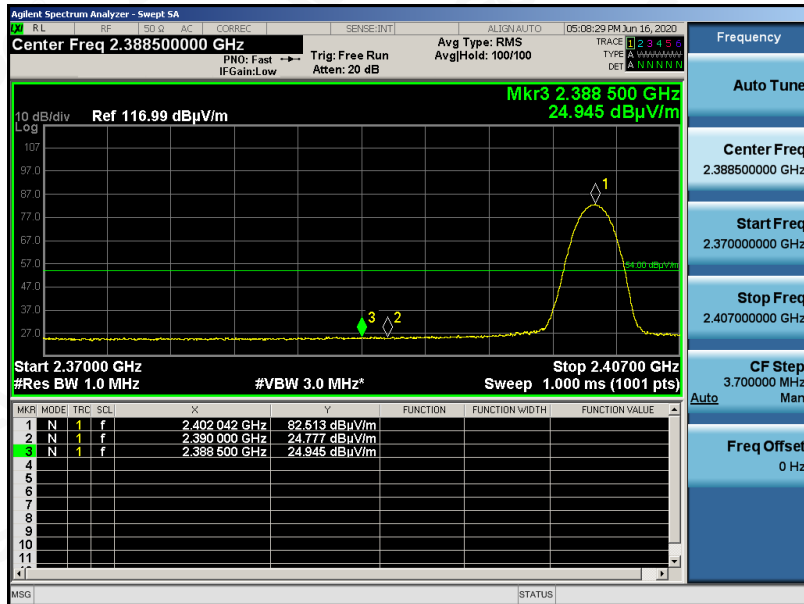 Agilent Spectrum Analyzer - Swept SA
LXI RL RF 50 Ω AC CORREC SENSE:INT ALIGN AUTO 05:08:29 PM Jun 16, 2020
Center Freq 2.388500000 GHz
PNO: Fast
IFGain:Low
Trig: Free Run
Atten: 20 dB
Avg Type: RMS
Avg|Hold: 100/100
TRACE 1 2 3 4 5 6
TYPE A WWWWW
DET A N N N N N
Mkr3 2.388 500 GHz
24.945 dBµV/m
10 dB/div Ref 116.99 dBµV/m
Log
107
97.0
87.0
77.0
67.0
57.0
47.0
37.0
27.0
1
54.00 dBµV/m
3
2
Start 2.37000 GHz Stop 2.40700 GHz
#Res BW 1.0 MHz #VBW 3.0 MHz* Sweep 1.000 ms (1001 pts)
MKR MODE TRC SCL X Y FUNCTION FUNCTION WIDTH FUNCTION VALUE
1 N 1 f 2.402 042 GHz 82.513 dBµV/m
2 N 1 f 2.390 000 GHz 24.777 dBµV/m
3 N 1 f 2.388 500 GHz 24.945 dBµV/m
4
5
6
7
8
9
10
11
MSG STATUS
Frequency
Auto Tune
Center Freq
2.388500000 GHz
Start Freq
2.370000000 GHz
Stop Freq
2.407000000 GHz
CF Step
3.700000 MHz
Auto Man
Freq Offset
0 Hz